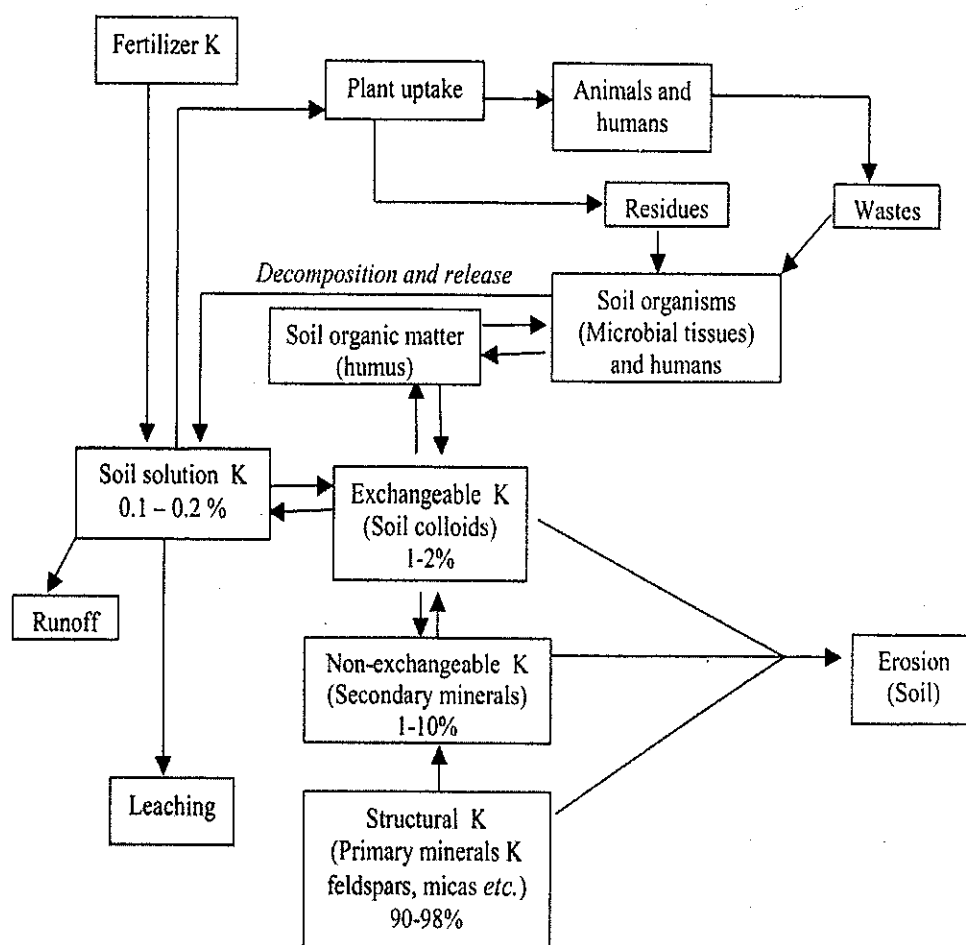 Fertilizer K
Plant uptake
Animals and
humans
Residues
Wastes
Decomposition and release
Soil organisms
(Microbial tissues)
and humans
Soil organic matter
(humus)
Soil solution K
0.1 – 0.2 %
Exchangeable K
(Soil colloids)
1-2%
Runoff
Non-exchangeable K
(Secondary minerals)
1-10%
Erosion
(Soil)
Leaching
Structural K
(Primary minerals K
feldspars, micas etc.)
90-98%